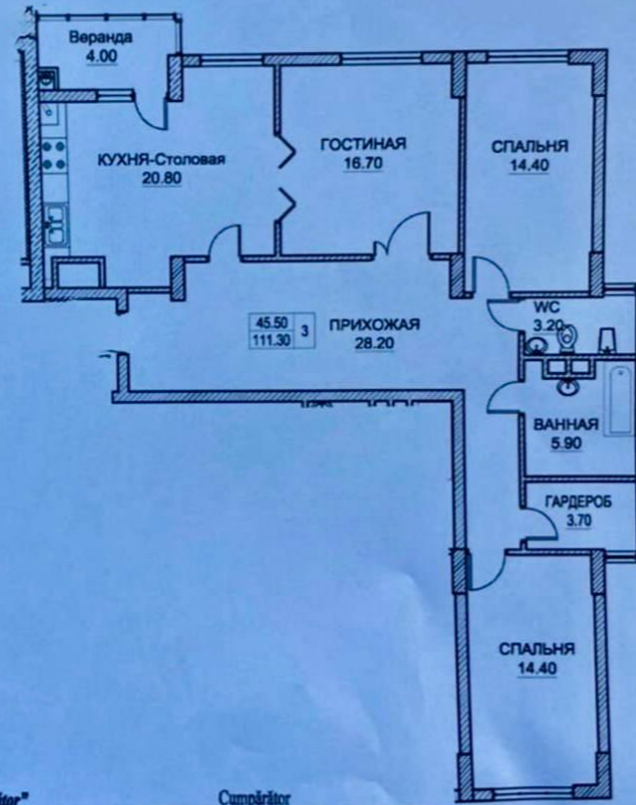 Веранда
4.00
КУХНЯ-Столовая
20.80
ГОСТИНАЯ
16.70
СПАЛЬНЯ
14.40
45.50
111.30
3
ПРИХОЖАЯ
28.20
WC
3.20
ВАННАЯ
5.90
ГАРДЕРОБ
3.70
СПАЛЬНЯ
14.40
Cumpărător